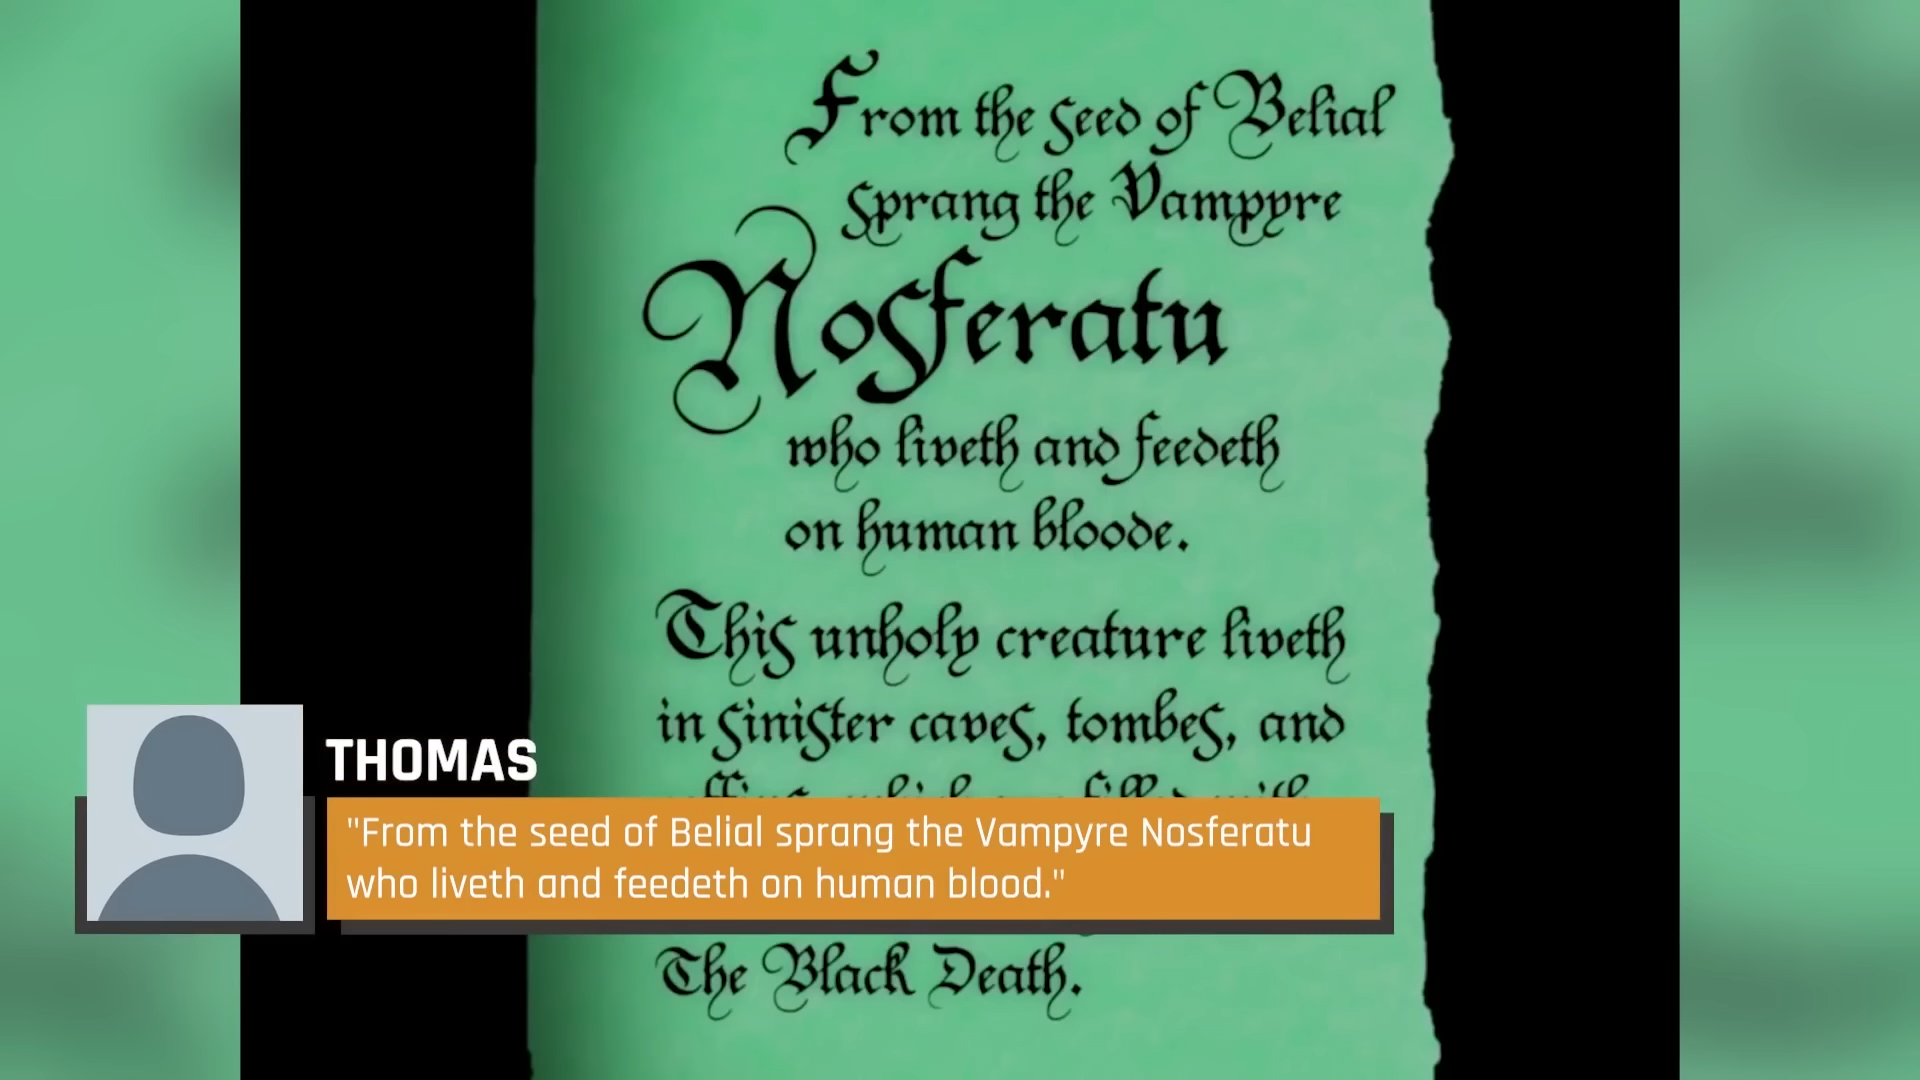 From the seed of Belial
sprang the Vampyre
Nosferatu
who liveth and feedeth
on human bloode.
This unholy creature liveth
in sinister caves, tombes, and
The Black Death.
THOMAS
"From the seed of Belial sprang the Vampyre Nosferatu
who liveth and feedeth on human blood."